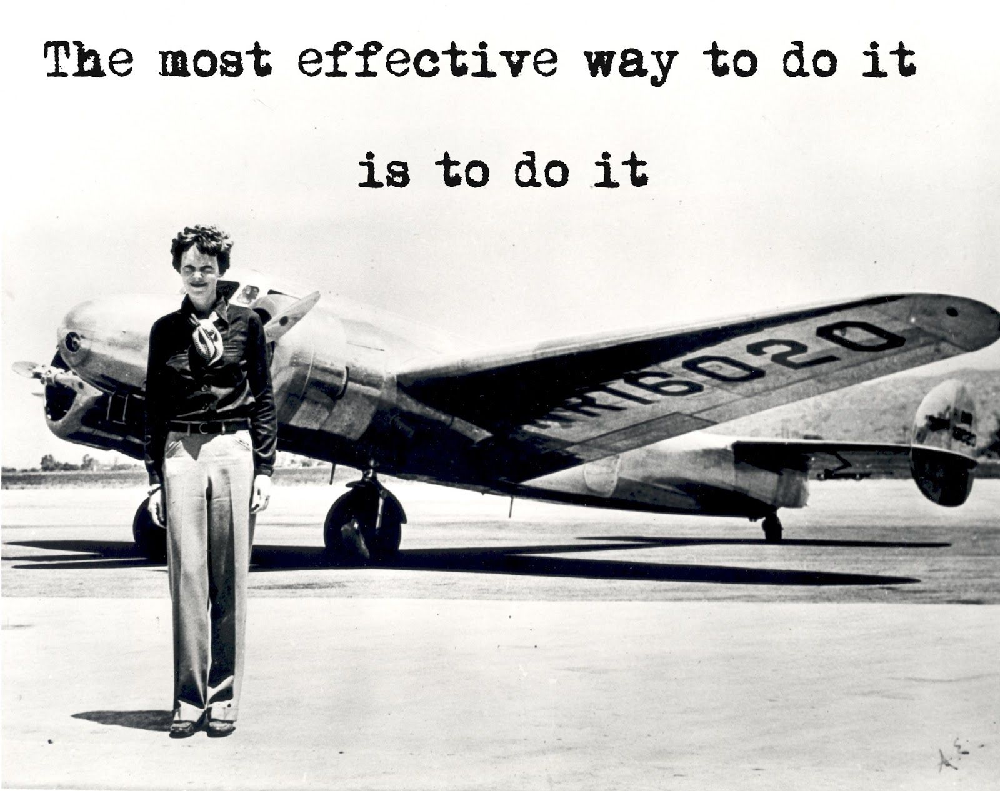 The most effective way to do it
is to do it
R16020
A.E.